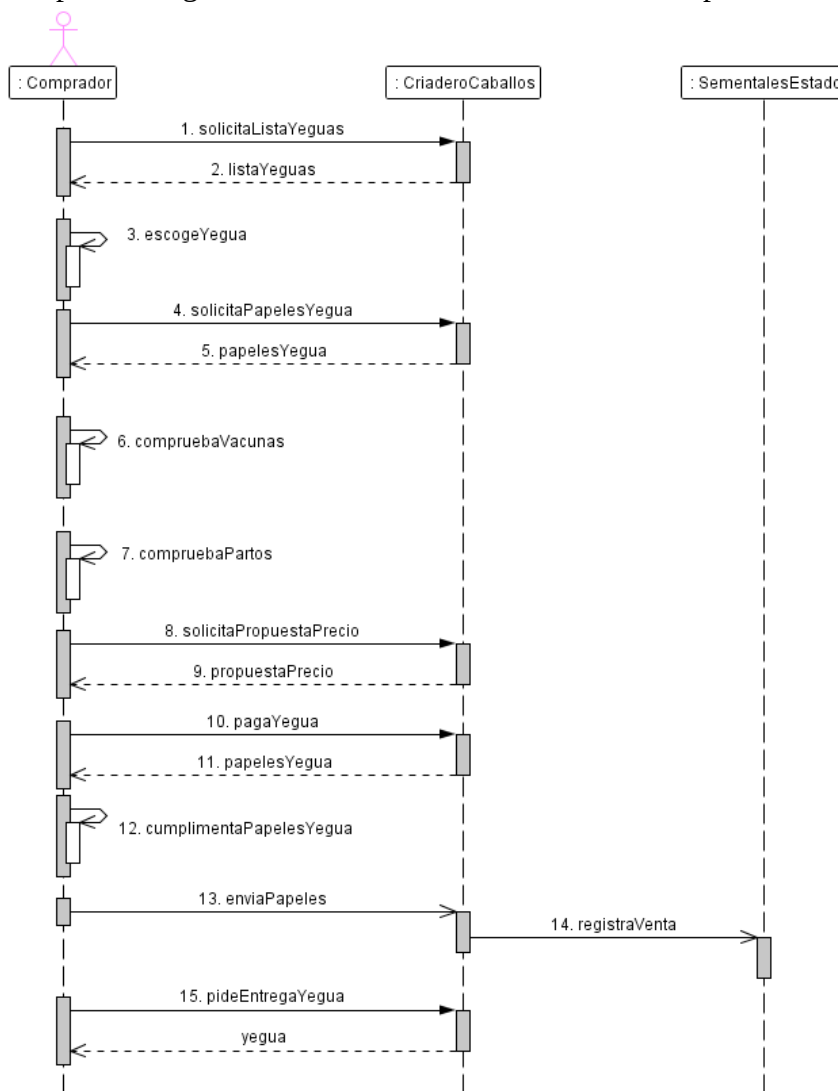 : Comprador
: CriaderoCaballos
: SementalesEstado
1. solicitaListaYeguas
2. listaYeguas
3. escogeYegua
4. solicitaPapelesYegua
5. papelesYegua
6. compruebaVacunas
7. compruebaPartos
8. solicitaPropuestaPrecio
9. propuestaPrecio
10. pagaYegua
11. papelesYegua
12. cumplimentaPapelesYegua
13. enviaPapeles
14. registraVenta
15. pideEntregaYegua
yegua